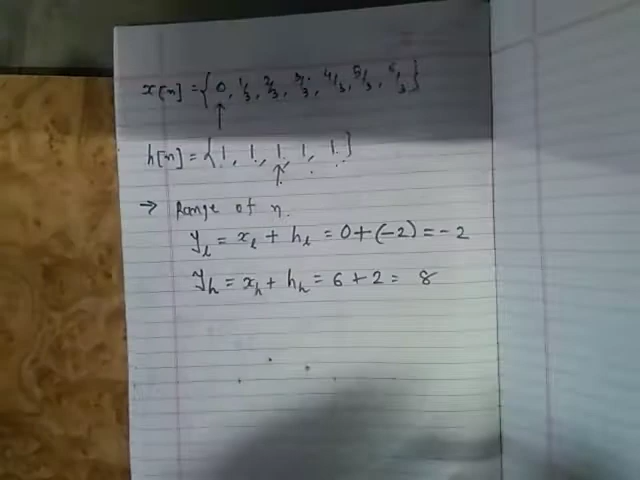 x[n] = {0, 1/3, 2/3, 3/3, 4/3, 5/3, 6/3}
↑
h[n] = {1, 1, 1, 1, 1}
↑
→ Range of n.
y_l = x_l + h_l = 0 + (-2) = -2
y_h = x_h + h_h = 6 + 2 = 8